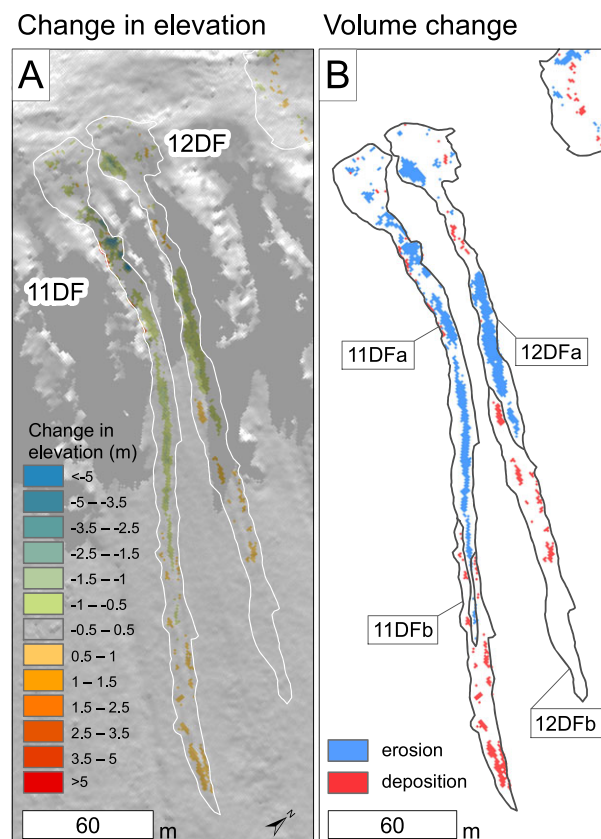 Change in elevation
Volume change
A
B
12DF
11DF
11DFa
12DFa
11DFb
12DFb
Change in
elevation (m)
<-5
-5 – -3.5
-3.5 – -2.5
-2.5 – -1.5
-1.5 – -1
-1 – -0.5
-0.5 – 0.5
0.5 – 1
1 – 1.5
1.5 – 2.5
2.5 – 3.5
3.5 – 5
>5
erosion
deposition
60 m
N
60 m